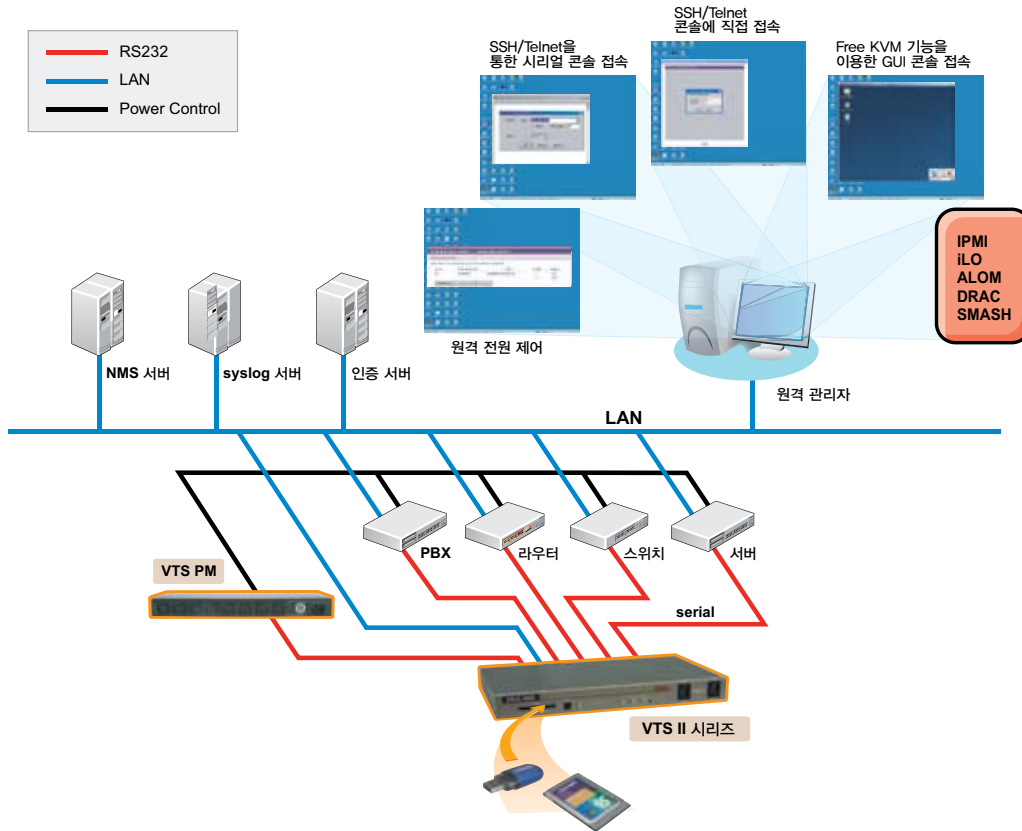 RS232
LAN
Power Control
SSH/Telnet을
통한 시리얼 콘솔 접속
SSH/Telnet
콘솔에 직접 접속
Free KVM 기능을
이용한 GUI 콘솔 접속
IPMI
iLO
ALOM
DRAC
SMASH
원격 전원 제어
NMS 서버
syslog 서버
인증 서버
원격 관리자
LAN
PBX
라우터
스위치
서버
VTS PM
serial
VTS II 시리즈